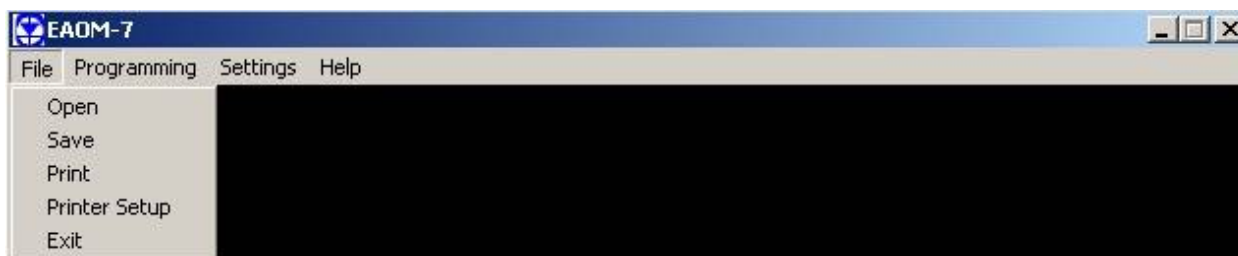 EAOM-7
File Programming Settings Help
Open
Save
Print
Printer Setup
Exit